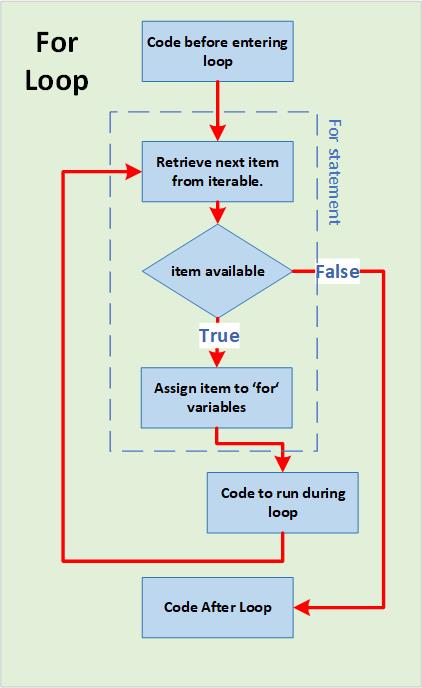 For
Loop
Code before entering
loop
For statement
Retrieve next item
from iterable.
item available
False
True
Assign item to ‘for‘
variables
Code to run during
loop
Code After Loop